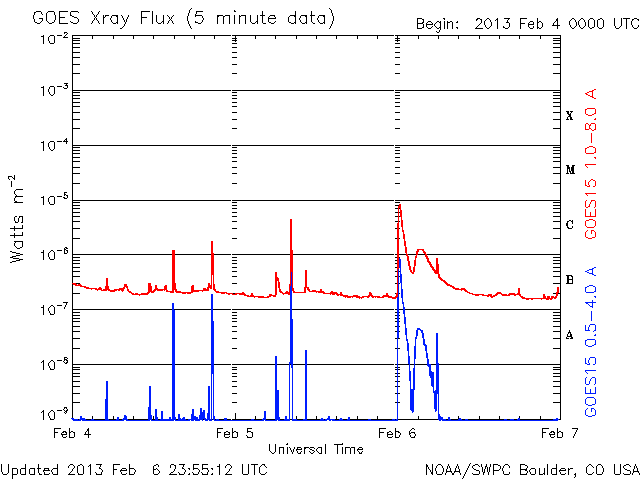 GOES Xray Flux (5 minute data)
Begin: 2013 Feb 4 0000 UTC
10-2
10-3
10-4
10-5
10-6
10-7
10-8
10-9
Watts m-2
X
M
C
B
A
GOES15 1.0-8.0 A
GOES15 0.5-4.0 A
Feb 4
Feb 5
Feb 6
Feb 7
Universal Time
Updated 2013 Feb 6 23:55:12 UTC
NOAA/SWPC Boulder, CO USA